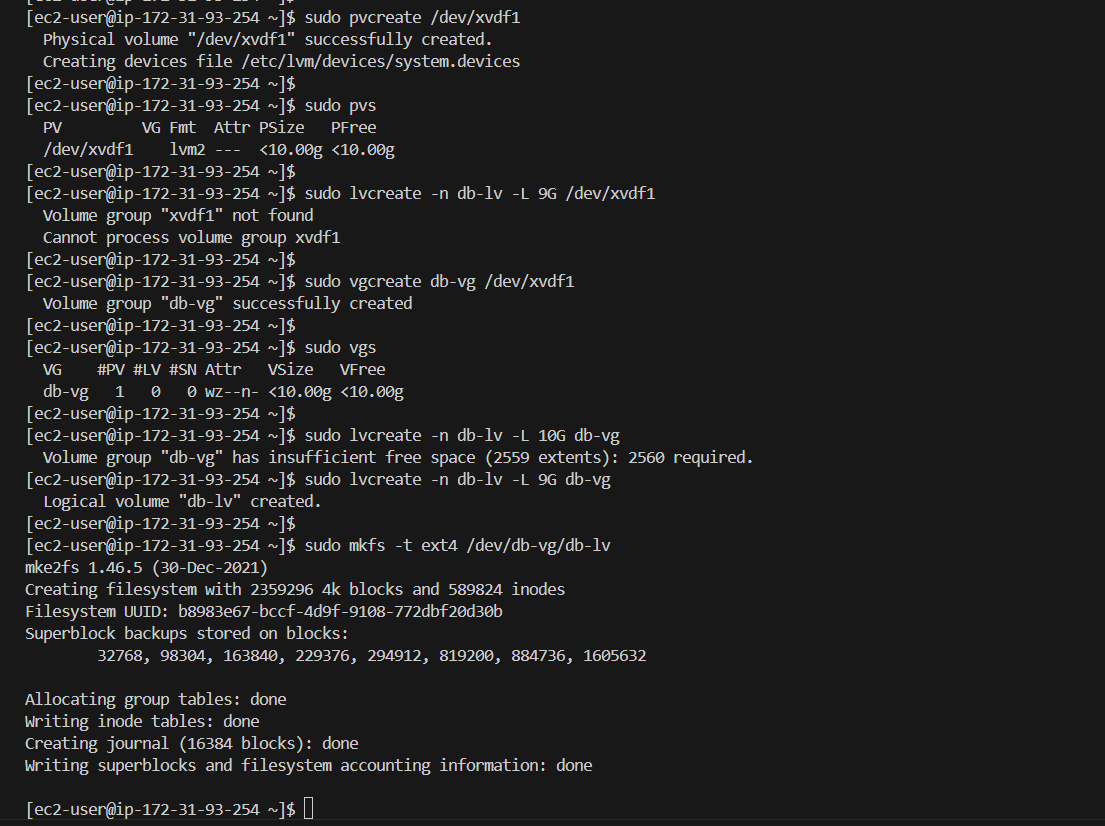 [ec2-user@ip-172-31-93-254 ~]$ sudo pvcreate /dev/xvdf1
  Physical volume "/dev/xvdf1" successfully created.
  Creating devices file /etc/lvm/devices/system.devices
[ec2-user@ip-172-31-93-254 ~]$
[ec2-user@ip-172-31-93-254 ~]$ sudo pvs
  PV         VG Fmt  Attr PSize   PFree
  /dev/xvdf1    lvm2 ---  <10.00g <10.00g
[ec2-user@ip-172-31-93-254 ~]$
[ec2-user@ip-172-31-93-254 ~]$ sudo lvcreate -n db-lv -L 9G /dev/xvdf1
  Volume group "xvdf1" not found
  Cannot process volume group xvdf1
[ec2-user@ip-172-31-93-254 ~]$
[ec2-user@ip-172-31-93-254 ~]$ sudo vgcreate db-vg /dev/xvdf1
  Volume group "db-vg" successfully created
[ec2-user@ip-172-31-93-254 ~]$
[ec2-user@ip-172-31-93-254 ~]$ sudo vgs
  VG    #PV #LV #SN Attr   VSize   VFree
  db-vg   1   0   0 wz--n- <10.00g <10.00g
[ec2-user@ip-172-31-93-254 ~]$
[ec2-user@ip-172-31-93-254 ~]$ sudo lvcreate -n db-lv -L 10G db-vg
  Volume group "db-vg" has insufficient free space (2559 extents): 2560 required.
[ec2-user@ip-172-31-93-254 ~]$ sudo lvcreate -n db-lv -L 9G db-vg
  Logical volume "db-lv" created.
[ec2-user@ip-172-31-93-254 ~]$
[ec2-user@ip-172-31-93-254 ~]$ sudo mkfs -t ext4 /dev/db-vg/db-lv
mke2fs 1.46.5 (30-Dec-2021)
Creating filesystem with 2359296 4k blocks and 589824 inodes
Filesystem UUID: b8983e67-bccf-4d9f-9108-772dbf20d30b
Superblock backups stored on blocks:
        32768, 98304, 163840, 229376, 294912, 819200, 884736, 1605632

Allocating group tables: done
Writing inode tables: done
Creating journal (16384 blocks): done
Writing superblocks and filesystem accounting information: done

[ec2-user@ip-172-31-93-254 ~]$